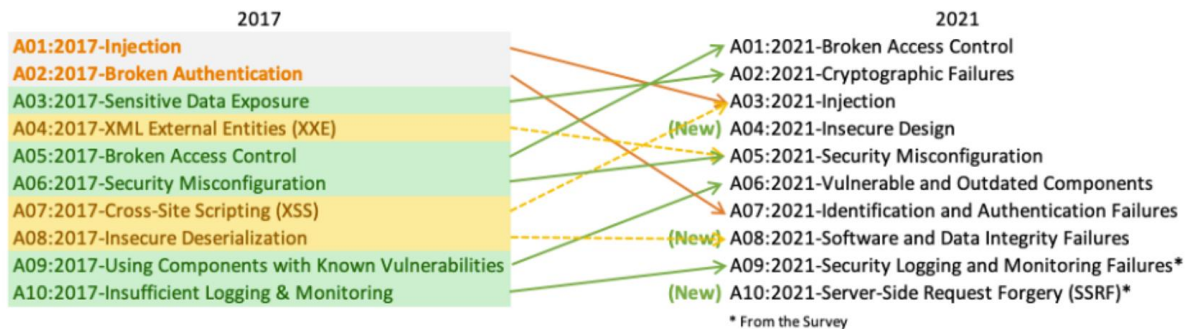 2017
A01:2017-Injection
A02:2017-Broken Authentication
A03:2017-Sensitive Data Exposure
A04:2017-XML External Entities (XXE)
A05:2017-Broken Access Control
A06:2017-Security Misconfiguration
A07:2017-Cross-Site Scripting (XSS)
A08:2017-Insecure Deserialization
A09:2017-Using Components with Known Vulnerabilities
A10:2017-Insufficient Logging & Monitoring
2021
A01:2021-Broken Access Control
A02:2021-Cryptographic Failures
A03:2021-Injection
(New) A04:2021-Insecure Design
A05:2021-Security Misconfiguration
A06:2021-Vulnerable and Outdated Components
A07:2021-Identification and Authentication Failures
(New) A08:2021-Software and Data Integrity Failures
A09:2021-Security Logging and Monitoring Failures*
(New) A10:2021-Server-Side Request Forgery (SSRF)*
* From the Survey